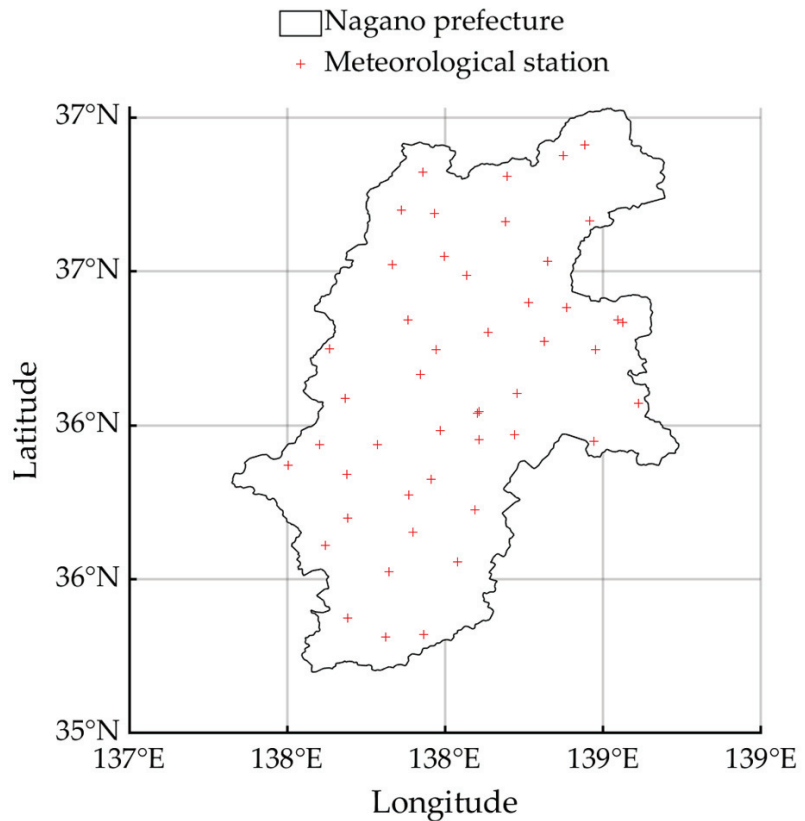 Nagano prefecture
Meteorological station
37°N
37°N
36°N
36°N
35°N
137°E 138°E 138°E 139°E 139°E
Latitude
Longitude